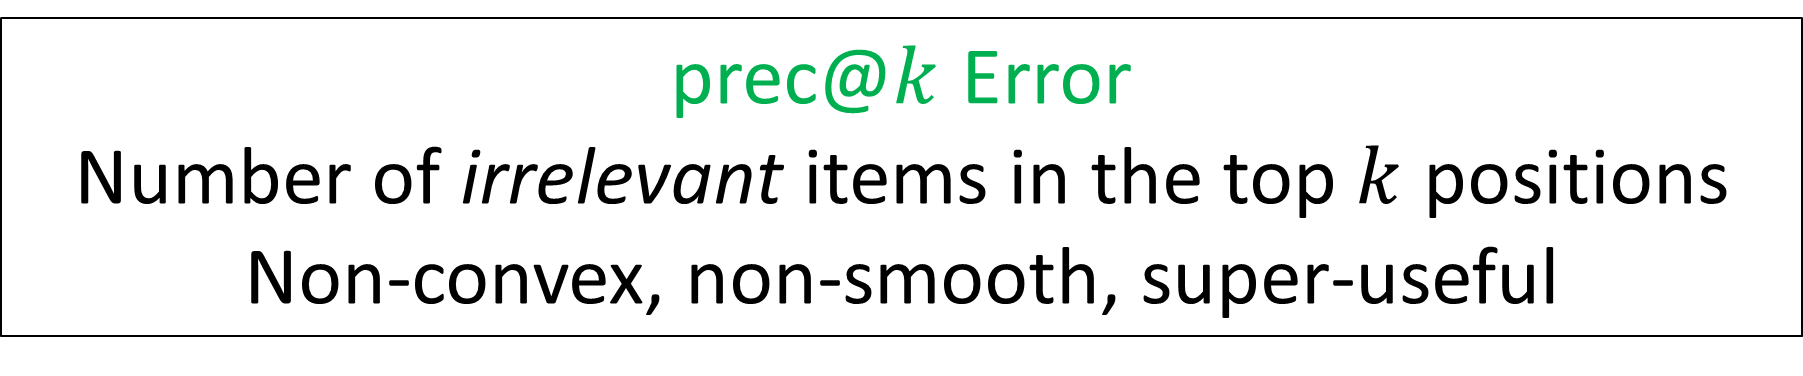 prec@k Error
Number of irrelevant items in the top k positions
Non-convex, non-smooth, super-useful